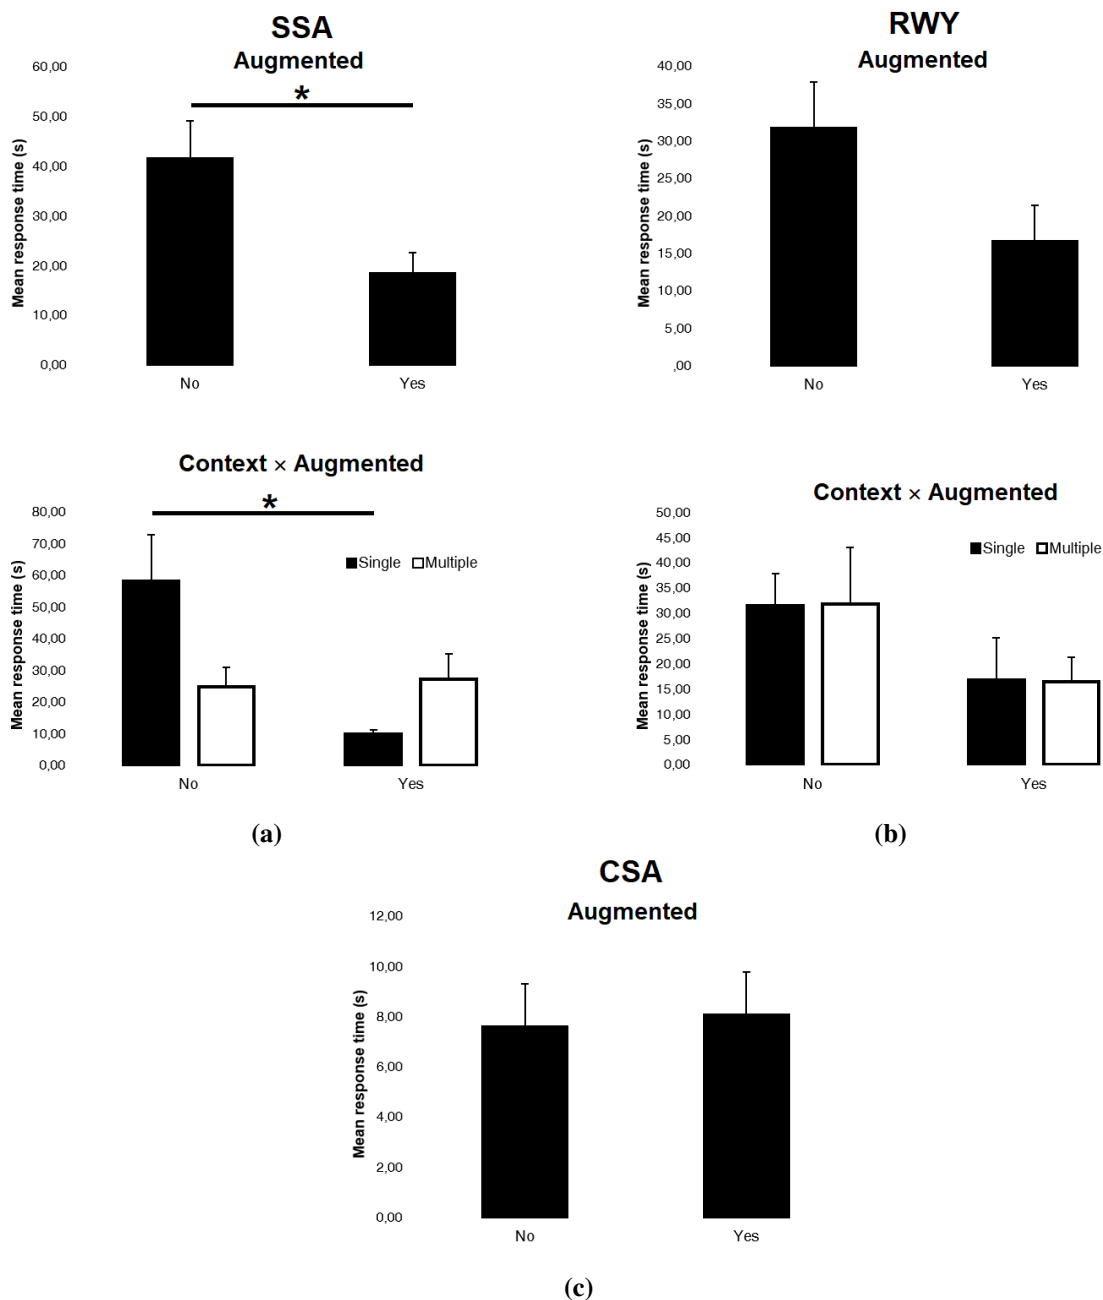 SSA
Augmented
60,00
50,00
40,00
30,00
20,00
10,00
0,00
Mean response time (s)
*
No
Yes
RWY
Augmented
40,00
35,00
30,00
25,00
20,00
15,00
10,00
5,00
,00
Mean response time (s)
No
Yes
Context × Augmented
80,00
70,00
60,00
50,00
40,00
30,00
20,00
10,00
0,00
Mean response time (s)
*
Single
Multiple
No
Yes
(a)
Context × Augmented
50,00
45,00
40,00
35,00
30,00
25,00
20,00
15,00
10,00
5,00
0,00
Mean response time (s)
Single
Multiple
No
Yes
(b)
CSA
Augmented
12,00
10,00
8,00
6,00
4,00
2,00
0,00
Mean response time (s)
No
Yes
(c)